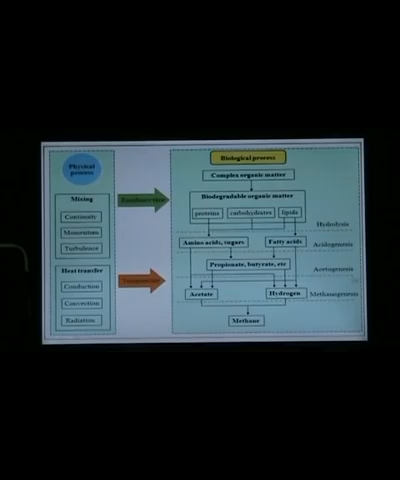 Physical
process
Mixing
Continuity
Momentum
Turbulence
Heat transfer
Conduction
Convection
Radiation
Temperature
Biological process
Complex organic matter
Biodegradable organic matter
proteins carbohydrates lipids
Hydrolysis
Amino acids, sugars Fatty acids
Acidogenesis
Propionate, butyrate, etc
Acetogenesis
Acetate Hydrogen
Methanogenesis
Methane